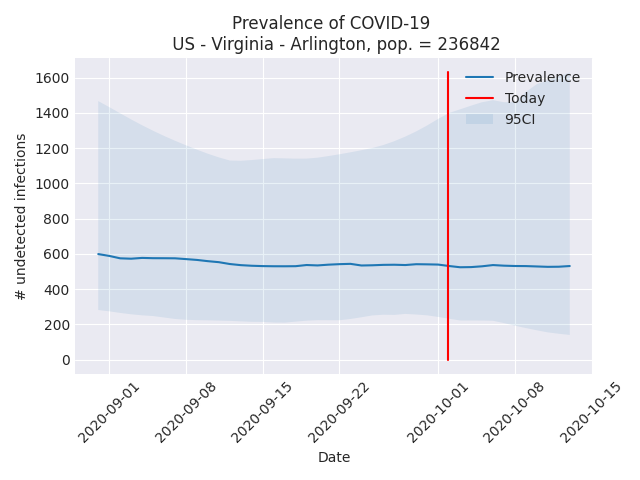 Prevalence of COVID-19
US - Virginia - Arlington, pop. = 236842
1600
1400
1200
1000
800
600
400
200
0
# undetected infections
Prevalence
Today
95CI
2020-09-01
2020-09-08
2020-09-15
2020-09-22
2020-10-01
2020-10-08
2020-10-15
Date